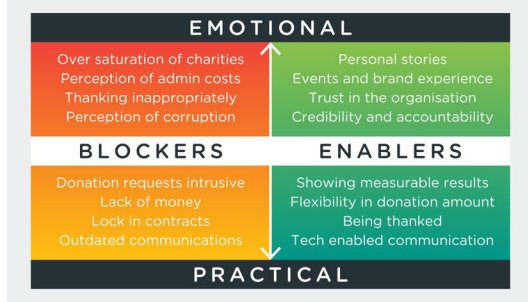 EMOTIONAL
Over saturation of charities
Perception of admin costs
Thanking inappropriately
Perception of corruption
Personal stories
Events and brand experience
Trust in the organisation
Credibility and accountability
BLOCKERS
ENABLERS
Donation requests intrusive
Lack of money
Lock in contracts
Outdated communications
Showing measurable results
Flexibility in donation amount
Being thanked
Tech enabled communication
PRACTICAL